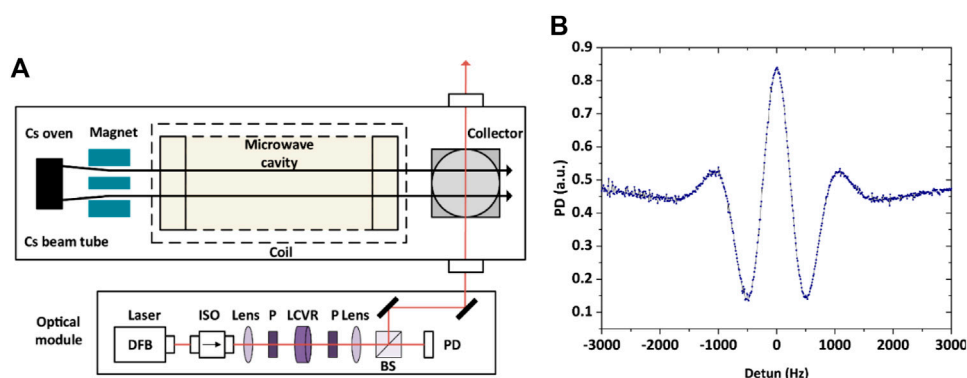 A
Cs oven
Magnet
Microwave
cavity
Collector
Cs beam tube
Coil
Optical
module
Laser
ISO
Lens
P
LCVR
P
Lens
DFB
PD
BS
B
0.9
0.8
0.7
0.6
0.5
0.4
0.3
0.2
0.1
PD (a.u.)
-3000
-2000
-1000
0
1000
2000
3000
Detun (Hz)